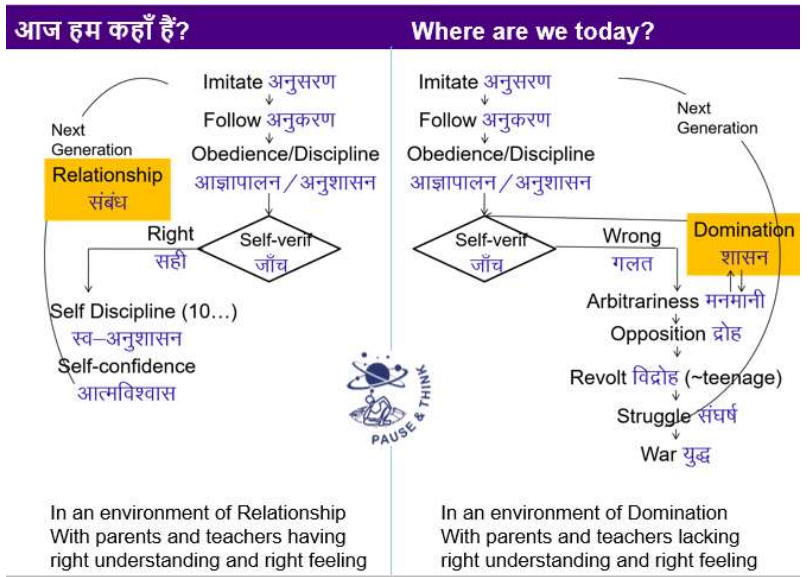 आज हम कहाँ हैं?
Where are we today?
Imitate अनुसरण
Follow अनुकरण
Obedience/Discipline
आज्ञापालन / अनुशासन
Next
Generation
Relationship
संबंध
Self-verif
जाँच
Right
सही
Self Discipline (10...)
स्व–अनुशासन
Self-confidence
आत्मविश्वास
In an environment of Relationship
With parents and teachers having
right understanding and right feeling
PAUSE & THINK
Imitate अनुसरण
Follow अनुकरण
Obedience/Discipline
आज्ञापालन / अनुशासन
Next
Generation
Self-verif
जाँच
Wrong
गलत
Domination
शासन
Arbitrariness मनमानी
Opposition द्रोह
Revolt विद्रोह (~teenage)
Struggle संघर्ष
War युद्ध
In an environment of Domination
With parents and teachers lacking
right understanding and right feeling